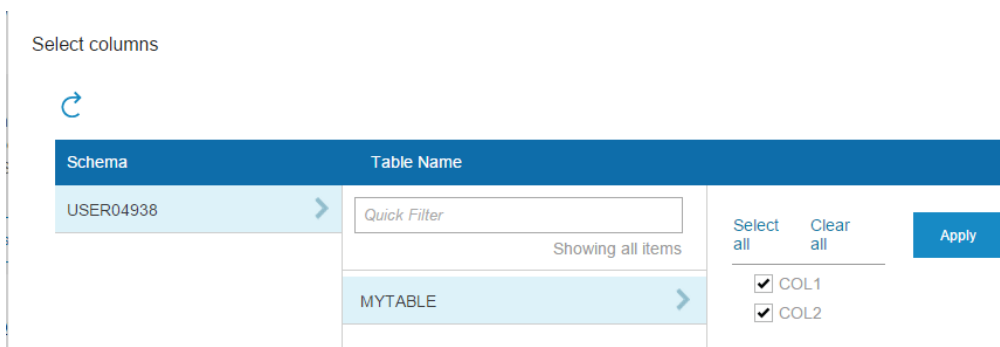 Select columns
Schema
Table Name
USER04938
Quick Filter
Showing all items
MYTABLE
Select all
Clear all
Apply
COL1
COL2